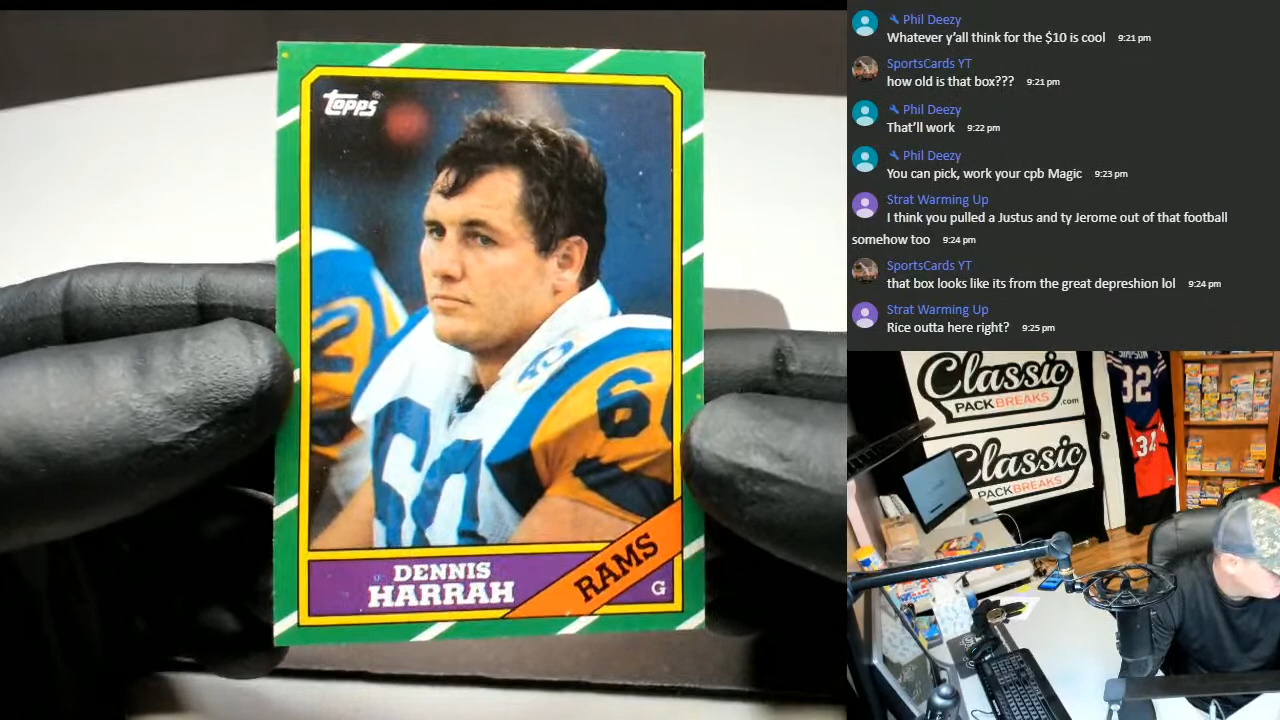 Topps
60
60
DENNIS
HARRAH
RAMS
G
Phil Deezy
Whatever y'all think for the $10 is cool 9:21 pm
SportsCards YT
how old is that box??? 9:21 pm
Phil Deezy
That'll work 9:22 pm
Phil Deezy
You can pick, work your cpb Magic 9:23 pm
Strat Warming Up
I think you pulled a Justus and ty Jerome out of that football
somehow too 9:24 pm
SportsCards YT
that box looks like its from the great depreshion lol 9:24 pm
Strat Warming Up
Rice outta here right? 9:25 pm
Classic
PACKBREAKS.com
Classic
PACKBREAKS
SIMPSON
32
34